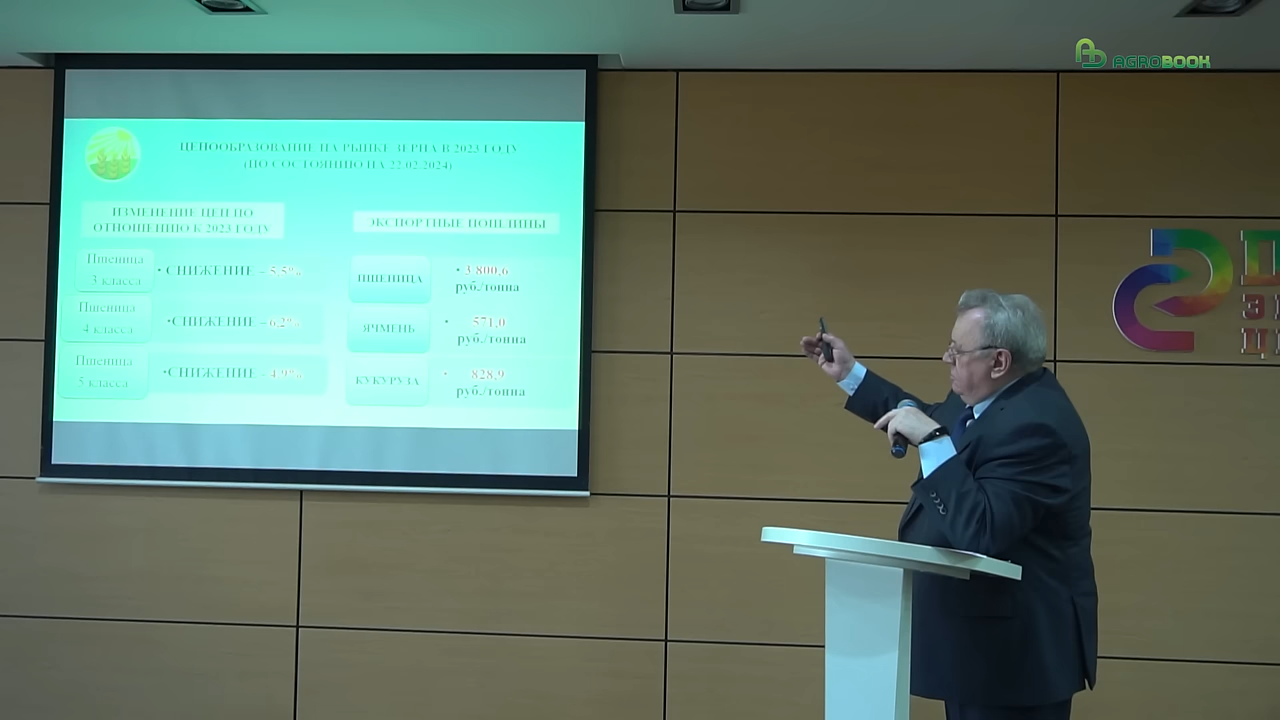 AGROBOOK
ЦЕНООБРАЗОВАНИЕ НА РЫНКЕ ЗЕРНА В 2023 ГОДУ
(ПО СОСТОЯНИЮ НА 22.02.2024)
ИЗМЕНЕНИЕ ЦЕН ПО
ОТНОШЕНИЮ К 2023 ГОДУ
Пшеница
3 класса
• СНИЖЕНИЕ – 5,5%
Пшеница
4 класса
• СНИЖЕНИЕ – 6,2%
Пшеница
5 класса
• СНИЖЕНИЕ – 4,9%
ЭКСПОРТНЫЕ ПОШЛИНЫ
ПШЕНИЦА
• 3 800,6
руб./тонна
ЯЧМЕНЬ
• 571,0
руб./тонна
КУКУРУЗА
• 828,9
руб./тонна